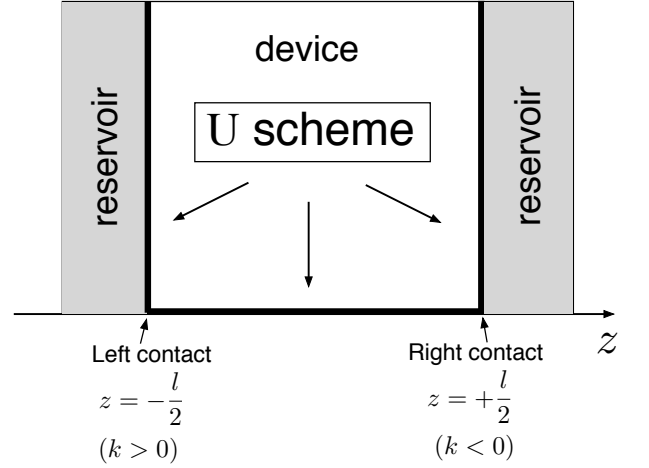 device
U scheme
reservoir
reservoir
z
Left contact
z = −l/2
(k > 0)
Right contact
z = +l/2
(k < 0)